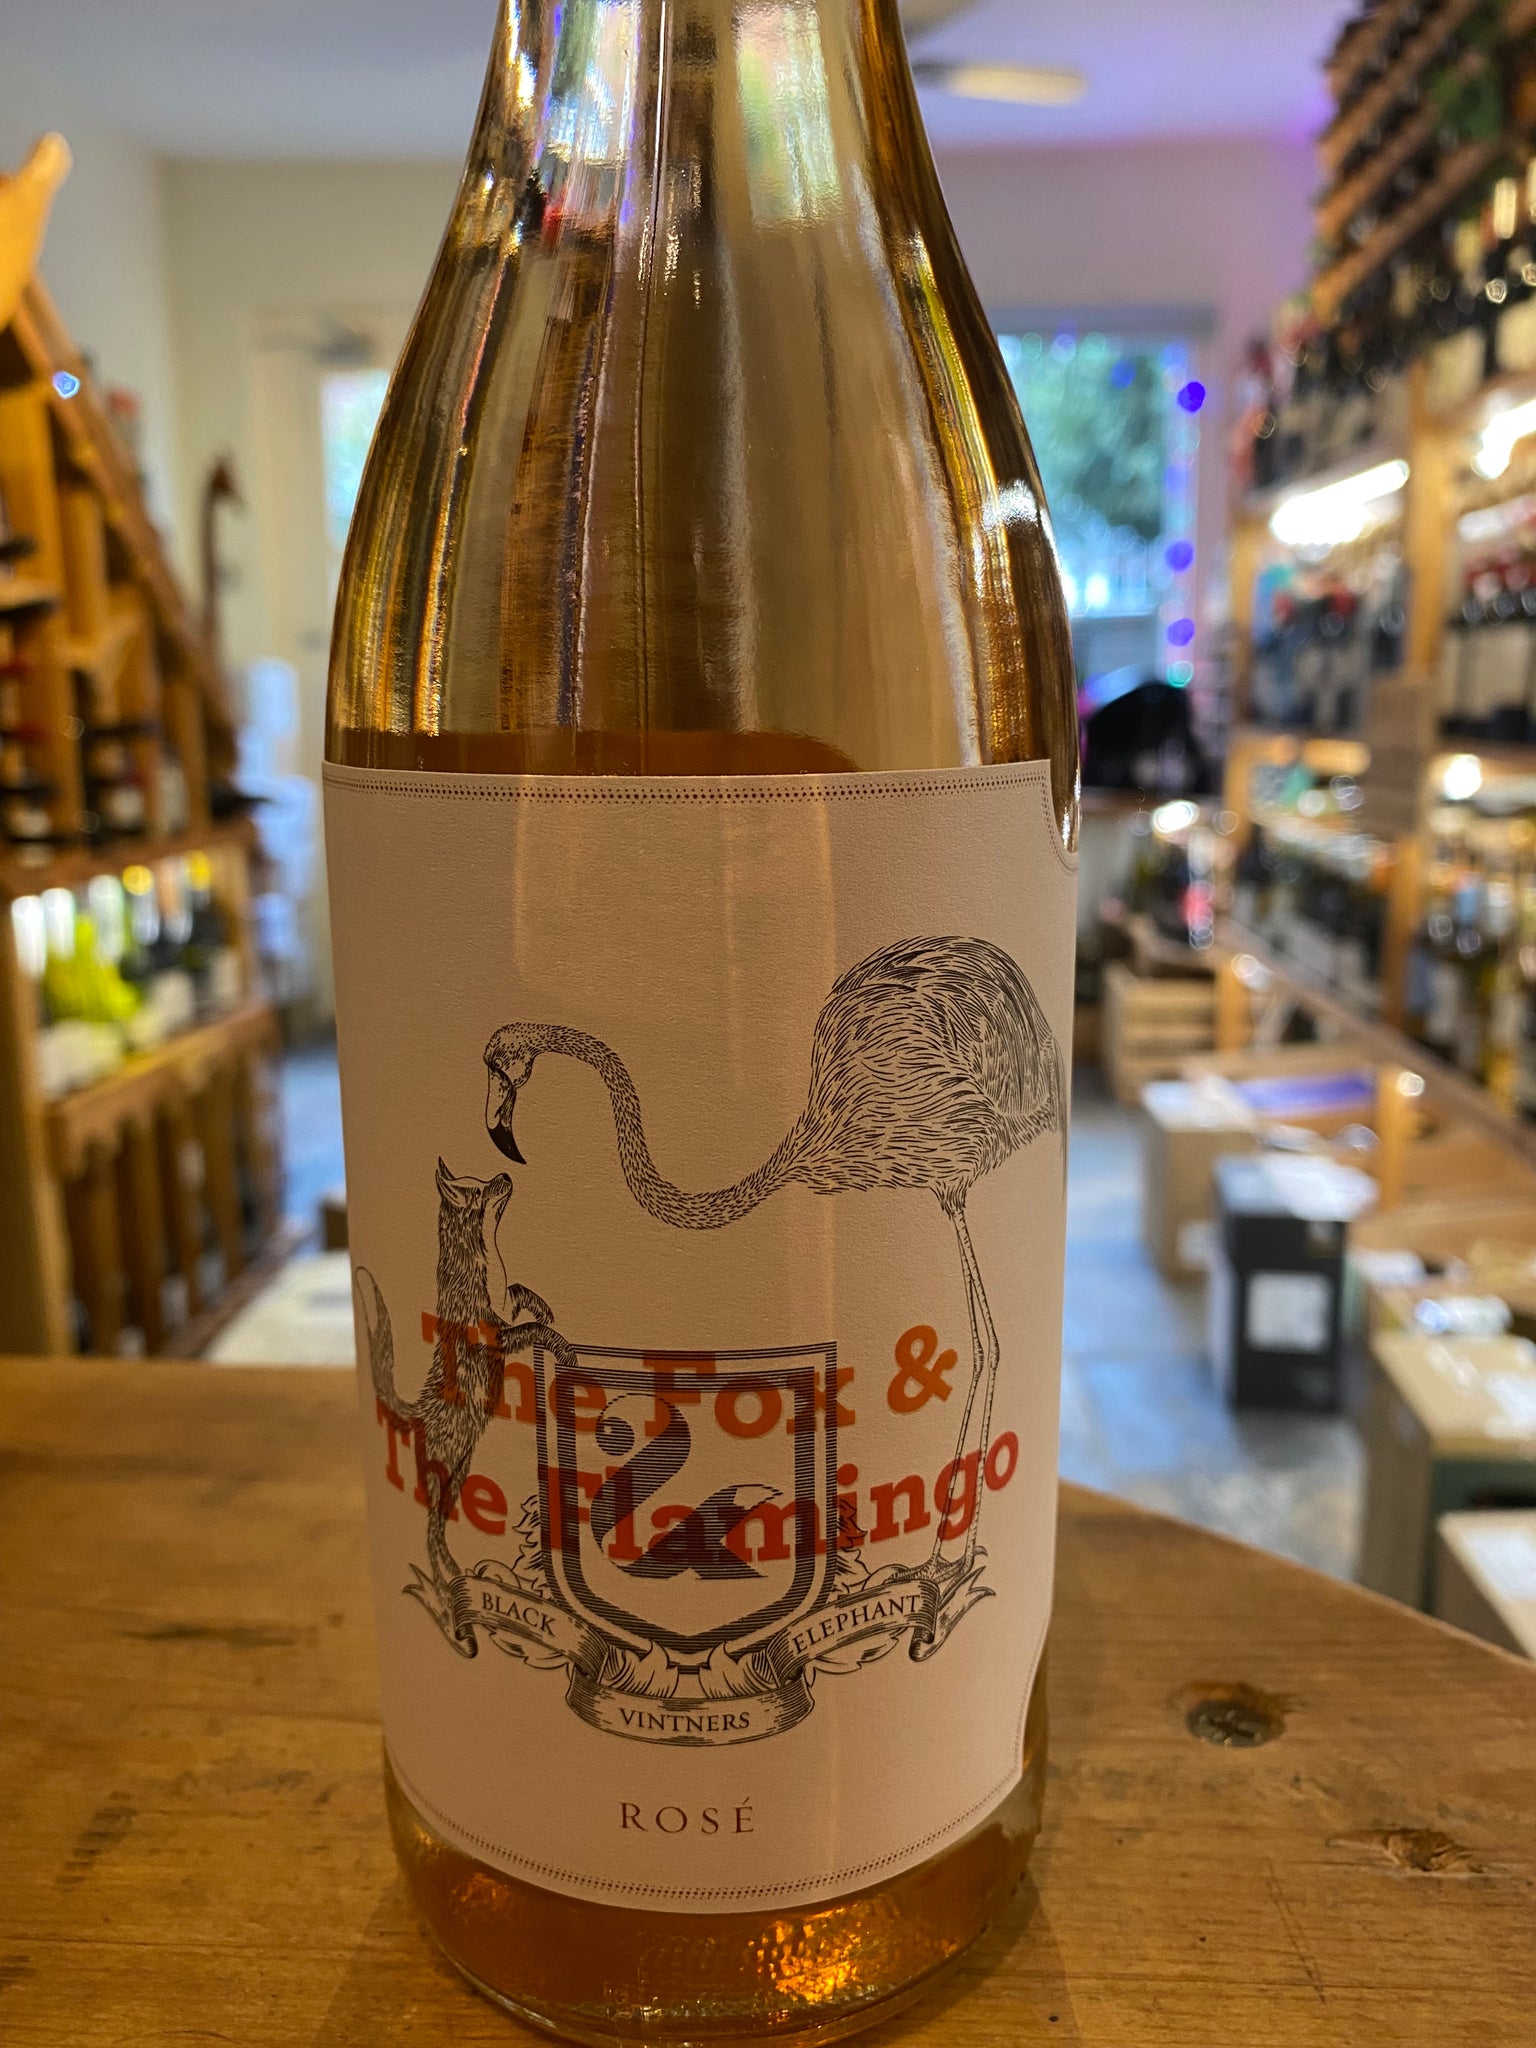 The Fox &
The Flamingo
BLACK ELEPHANT
VINTNERS
ROSÉ